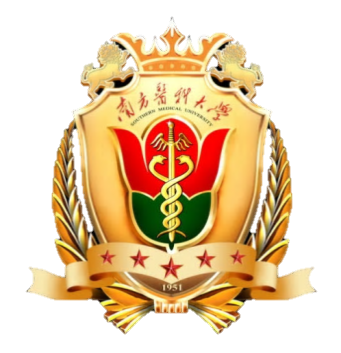 南方醫科大學
SOUTHERN MEDICAL UNIVERSITY
1951